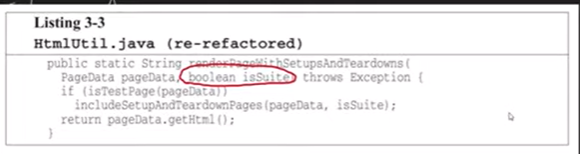 Listing 3-3
HtmlUtil.java (re-refactored)
public static String renderPageWithSetupsAndTeardowns(
PageData pageData, boolean isSuite) throws Exception {
if (isTestPage(pageData))
includeSetupAndTeardownPages(pageData, isSuite);
return pageData.getHtml();
}